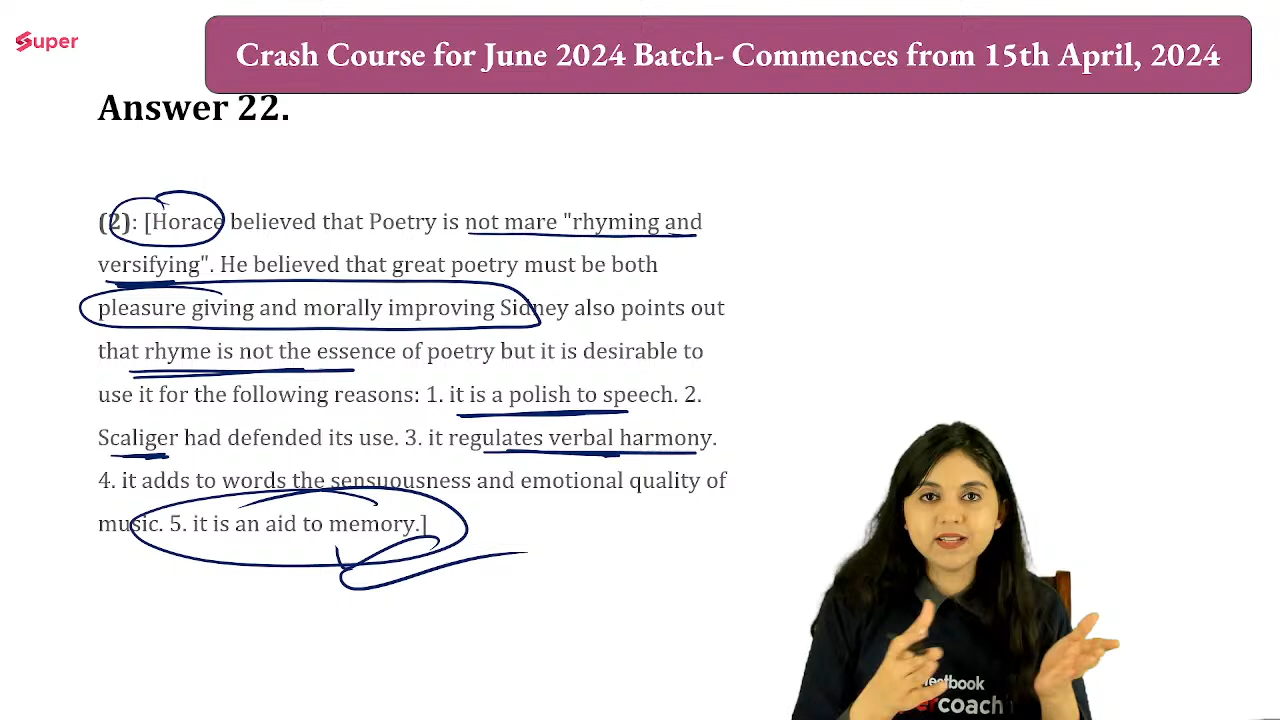 Super
Crash Course for June 2024 Batch- Commences from 15th April, 2024
Answer 22.
(2): [Horace believed that Poetry is not mare "rhyming and
versifying". He believed that great poetry must be both
pleasure giving and morally improving Sidney also points out
that rhyme is not the essence of poetry but it is desirable to
use it for the following reasons: 1. it is a polish to speech. 2.
Scaliger had defended its use. 3. it regulates verbal harmony.
4. it adds to words the sensuousness and emotional quality of
music. 5. it is an aid to memory.]
coach